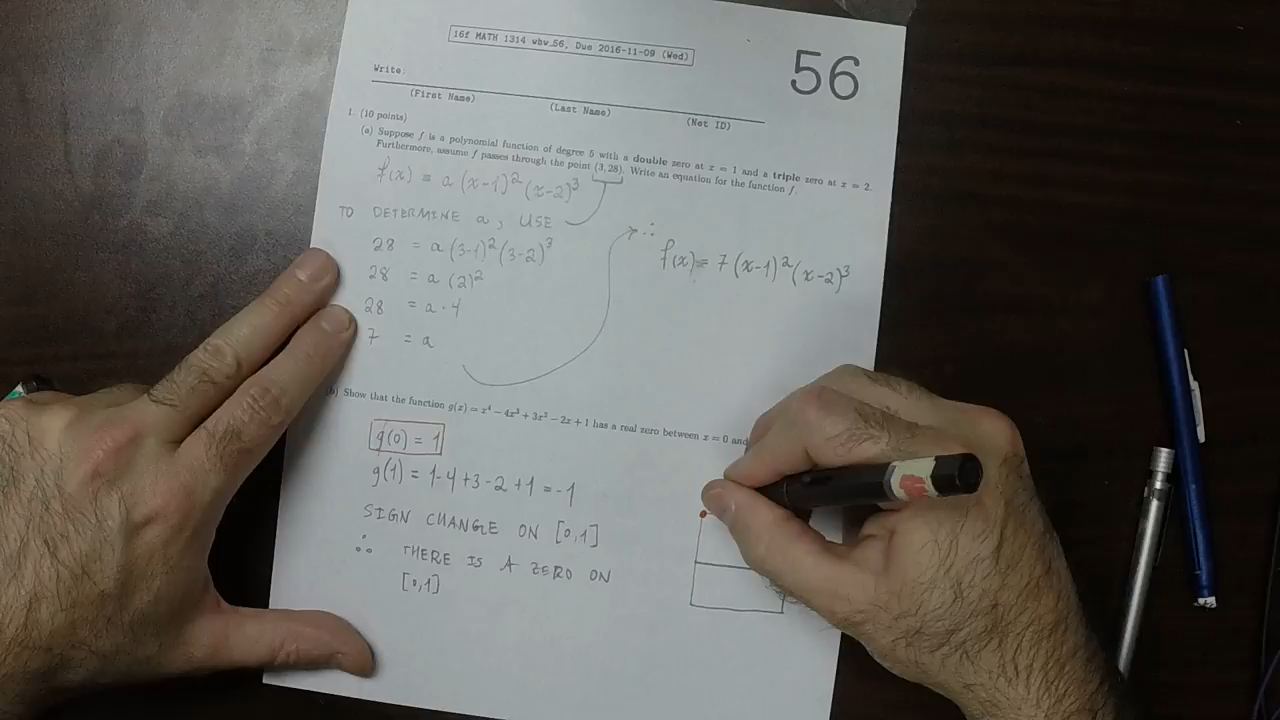 16f MATH 1314 wbw_56, Due 2016-11-09 (Wed)
56
Write:
(First Name) (Last Name) (Net ID)
1. (10 points)
(a) Suppose f is a polynomial function of degree 5 with a double zero at x = 1 and a triple zero at x = 2.
Furthermore, assume f passes through the point (3, 28). Write an equation for the function f.
f(x) = a (x-1)² (x-2)³
TO DETERMINE a, USE
28 = a (3-1)² (3-2)³
28 = a (2)²
28 = a · 4
7 = a
∴
f(x) = 7 (x-1)² (x-2)³
(b) Show that the function g(x) = x⁴ − 4x³ + 3x² − 2x + 1 has a real zero between x = 0 and
g(0) = 1
g(1) = 1-4+3-2+1 = -1
SIGN CHANGE ON [0,1]
∴ THERE IS A ZERO ON
[0,1]